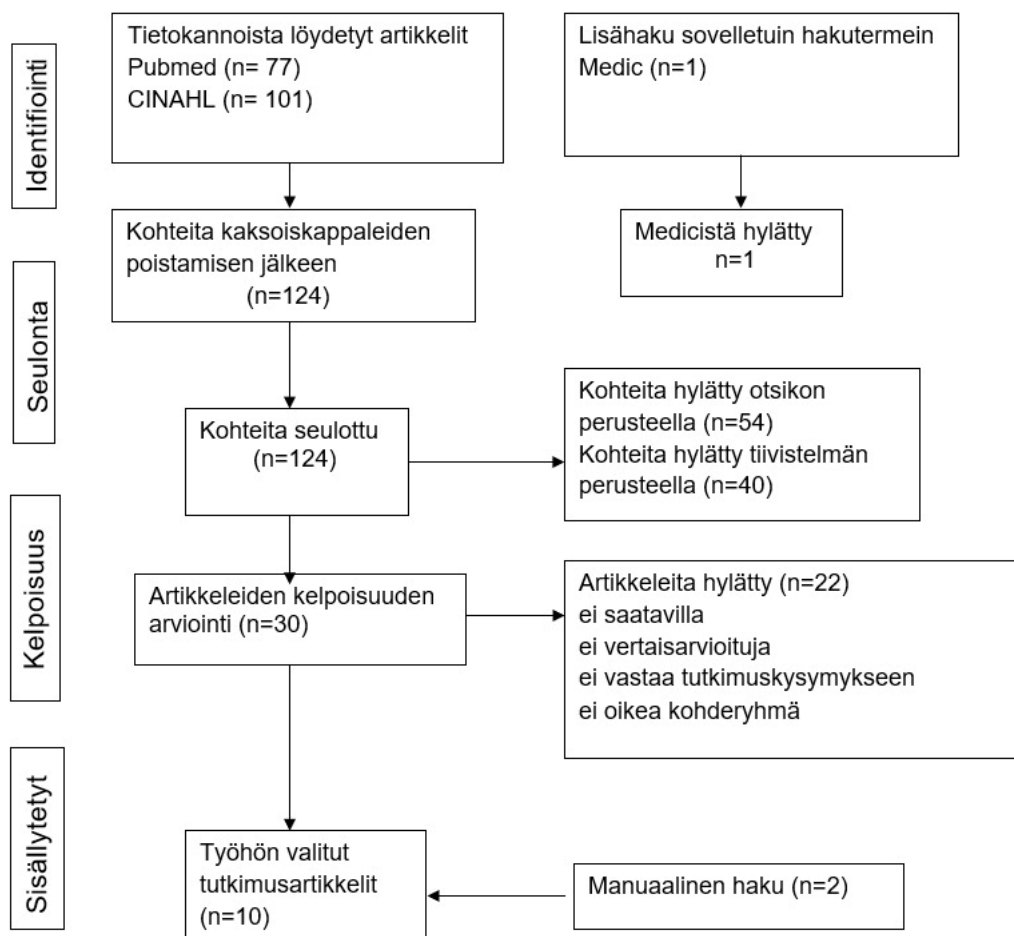 Identifiointi
Tietokannoista löydetyt artikkelit
Pubmed (n= 77)
CINAHL (n= 101)
Lisähaku sovelletuin hakutermein
Medic (n=1)
Kohteita kaksoiskappaleiden
poistamisen jälkeen
(n=124)
Medicistä hylätty
n=1
Seulonta
Kohteita seulottu
(n=124)
Kohteita hylätty otsikon
perusteella (n=54)
Kohteita hylätty tiivistelmän
perusteella (n=40)
Kelpoisuus
Artikkeleiden kelpoisuuden
arviointi (n=30)
Artikkeleita hylätty (n=22)
ei saatavilla
ei vertaisarvioituja
ei vastaa tutkimuskysymykseen
ei oikea kohderyhmä
Sisällytetyt
Työhön valitut
tutkimusartikkelit
(n=10)
Manuaalinen haku (n=2)